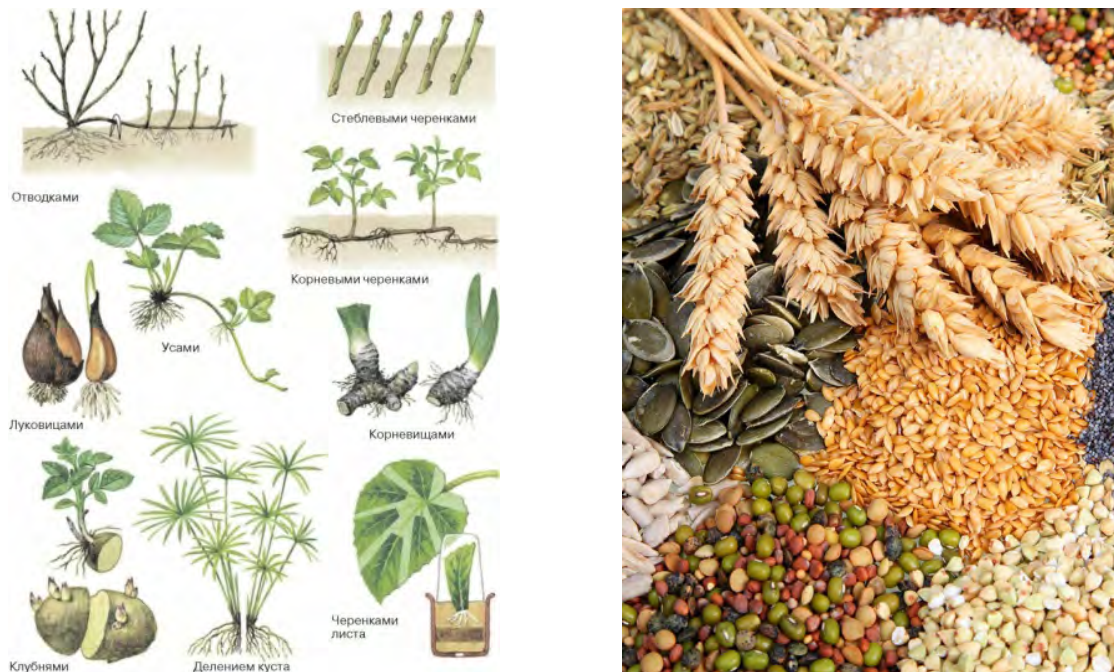 Отводками
Стеблевыми черенками
Корневыми черенками
Усами
Луковицами
Корневищами
Клубнями
Делением куста
Черенками
листа